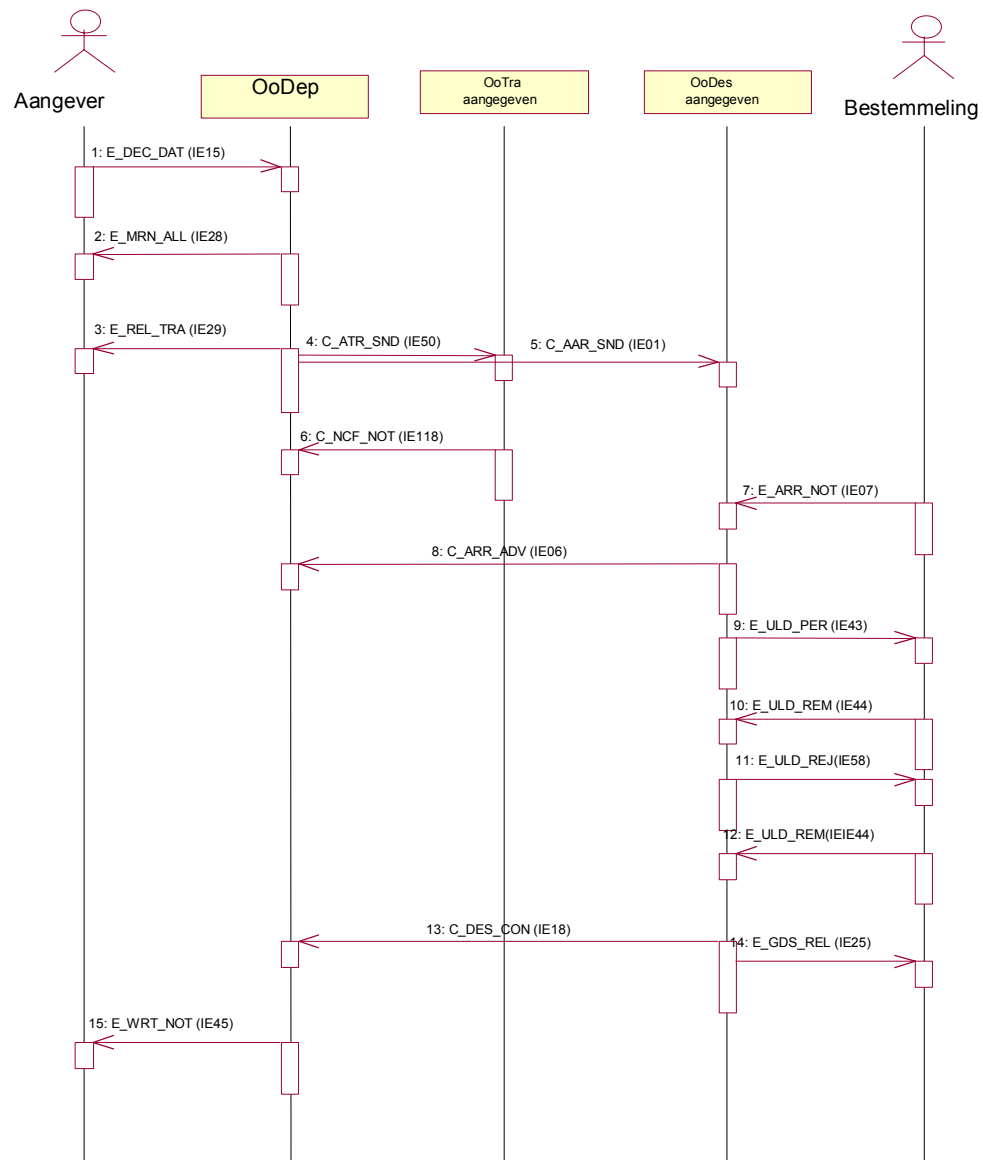 Aangever
OoDep
OoTra
aangegeven
OoDes
aangegeven
Bestemmeling
1: E_DEC_DAT (IE15)
2: E_MRN_ALL (IE28)
3: E_REL_TRA (IE29)
4: C_ATR_SND (IE50)
5: C_AAR_SND (IE01)
6: C_NCF_NOT (IE118)
7: E_ARR_NOT (IE07)
8: C_ARR_ADV (IE06)
9: E_ULD_PER (IE43)
10: E_ULD_REM (IE44)
11: E_ULD_REJ(IE58)
12: E_ULD_REM(IEIE44)
13: C_DES_CON (IE18)
14: E_GDS_REL (IE25)
15: E_WRT_NOT (IE45)